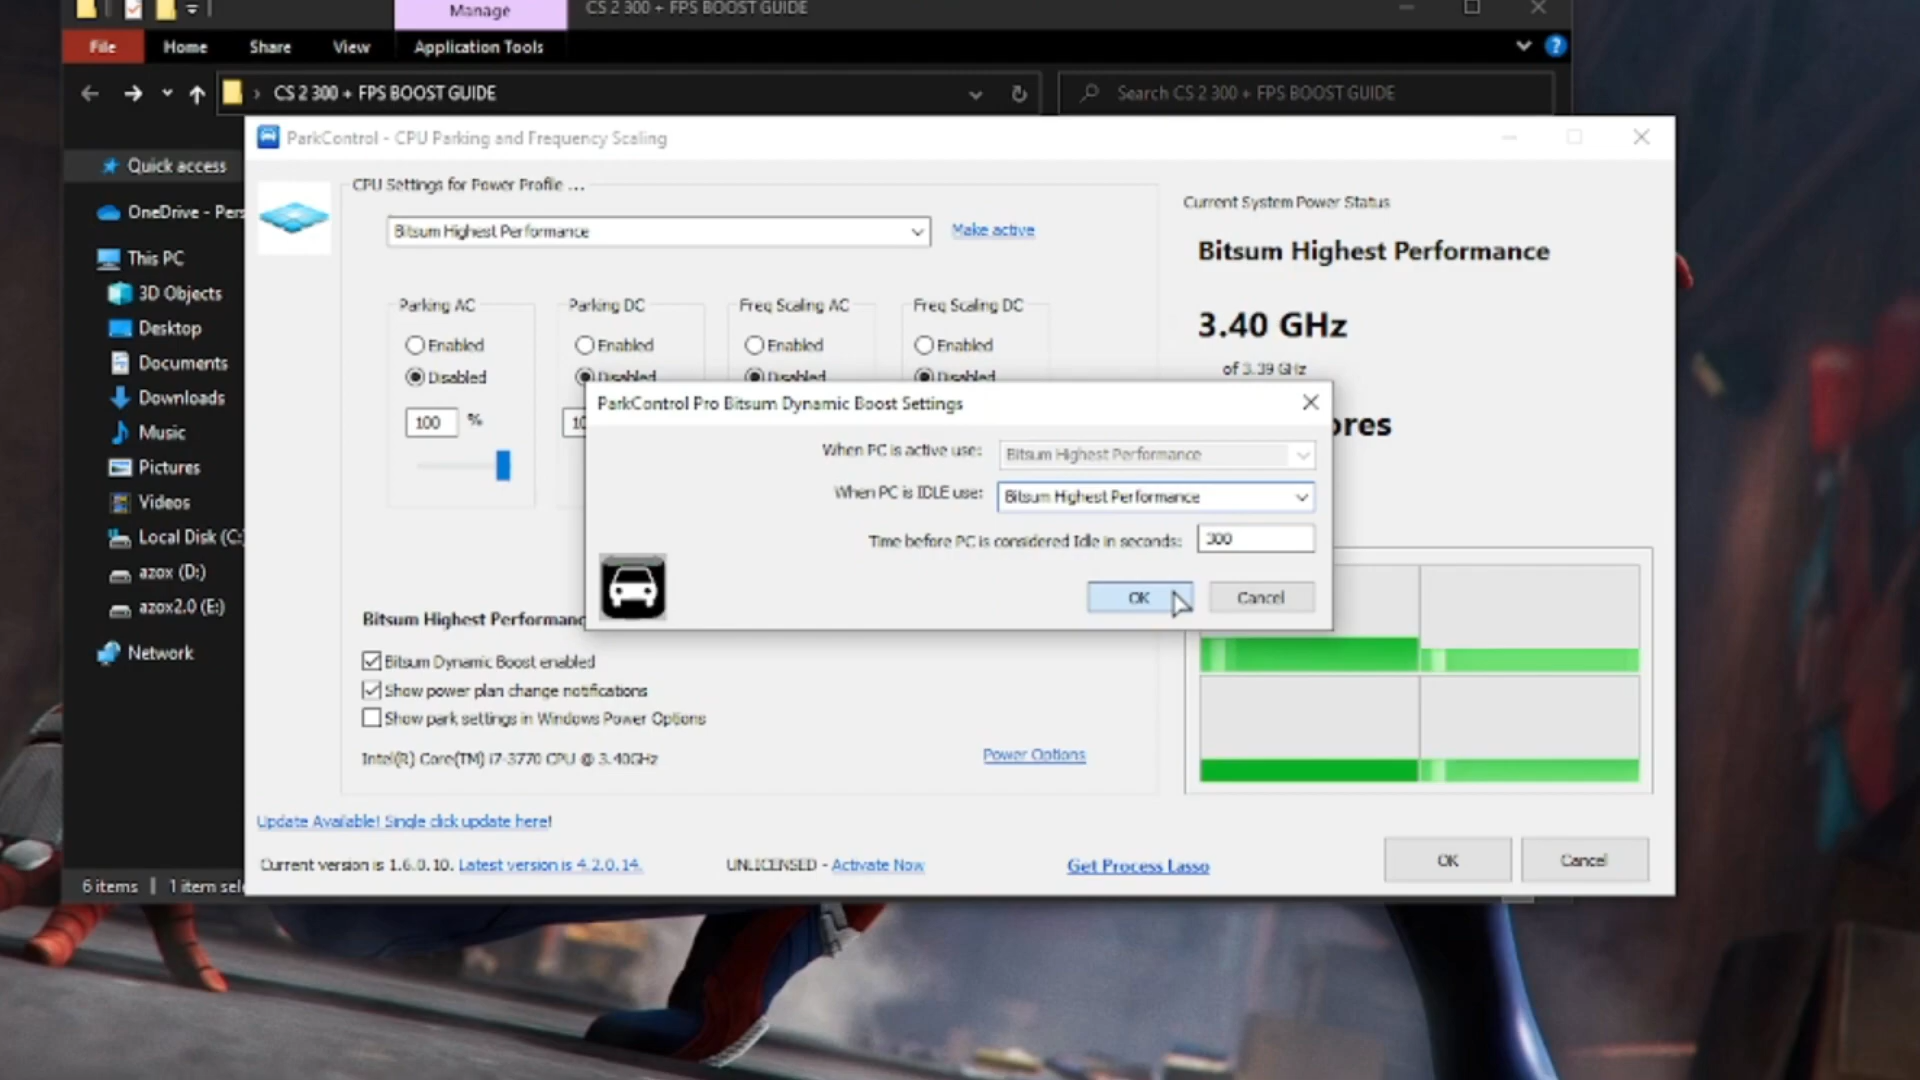 Manage
CS 2 300 + FPS BOOST GUIDE
File
Home
Share
View
Application Tools
CS 2 300 + FPS BOOST GUIDE
Search CS 2 300 + FPS BOOST GUIDE
Quick access
OneDrive - Pers
This PC
3D Objects
Desktop
Documents
Downloads
Music
Pictures
Videos
Local Disk (C:)
azox (D:)
azox2.0 (E:)
Network
6 items
1 item sel
ParkControl - CPU Parking and Frequency Scaling
CPU Settings for Power Profile ...
Bitsum Highest Performance
Make active
Parking AC
Enabled
Disabled
100 %
Parking DC
Enabled
Disabled
10
Freq Scaling AC
Enabled
Disabled
Freq Scaling DC
Enabled
Disabled
Current System Power Status
Bitsum Highest Performance
3.40 GHz
of 3.39 GHz
ores
ParkControl Pro Bitsum Dynamic Boost Settings
When PC is active use:
Bitsum Highest Performance
When PC is IDLE use:
Bitsum Highest Performance
Time before PC is considered Idle in seconds:
300
OK
Cancel
Bitsum Highest Performanc
Bitsum Dynamic Boost enabled
Show power plan change notifications
Show park settings in Windows Power Options
Intel(R) Core(TM) i7-3770 CPU @ 3.40GHz
Power Options
Update Available! Single click update here!
Current version is 1.6.0.10. Latest version is 4.2.0.14.
UNLICENSED - Activate Now
Get Process Lasso
OK
Cancel